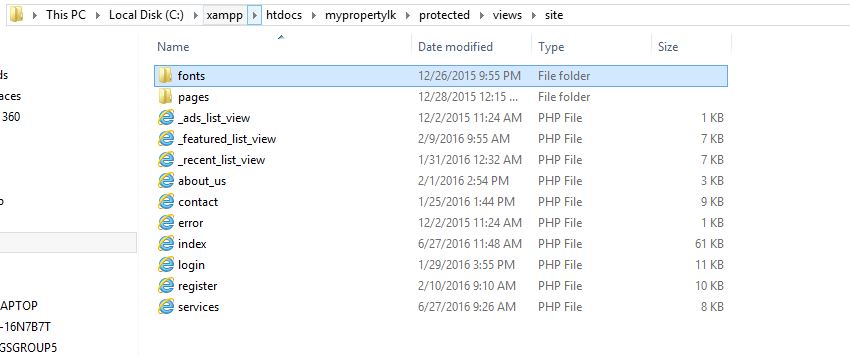 This PC Local Disk (C:) xampp htdocs mypropertylk protected views site
Name Date modified Type Size
ds fonts 12/26/2015 9:55 PM File folder
aces pages 12/28/2015 12:15 ... File folder
360 _ads_list_view 12/2/2015 11:24 AM PHP File 1 KB
_featured_list_view 2/9/2016 9:55 AM PHP File 7 KB
_recent_list_view 1/31/2016 12:32 AM PHP File 7 KB
about_us 2/1/2016 2:54 PM PHP File 3 KB
contact 1/25/2016 1:44 PM PHP File 9 KB
error 12/2/2015 11:24 AM PHP File 1 KB
index 6/27/2016 11:48 AM PHP File 61 KB
login 1/29/2016 3:55 PM PHP File 11 KB
register 2/10/2016 9:10 AM PHP File 10 KB
APTOP services 6/27/2016 9:26 AM PHP File 8 KB
-16N7B7T
GSGROUP5